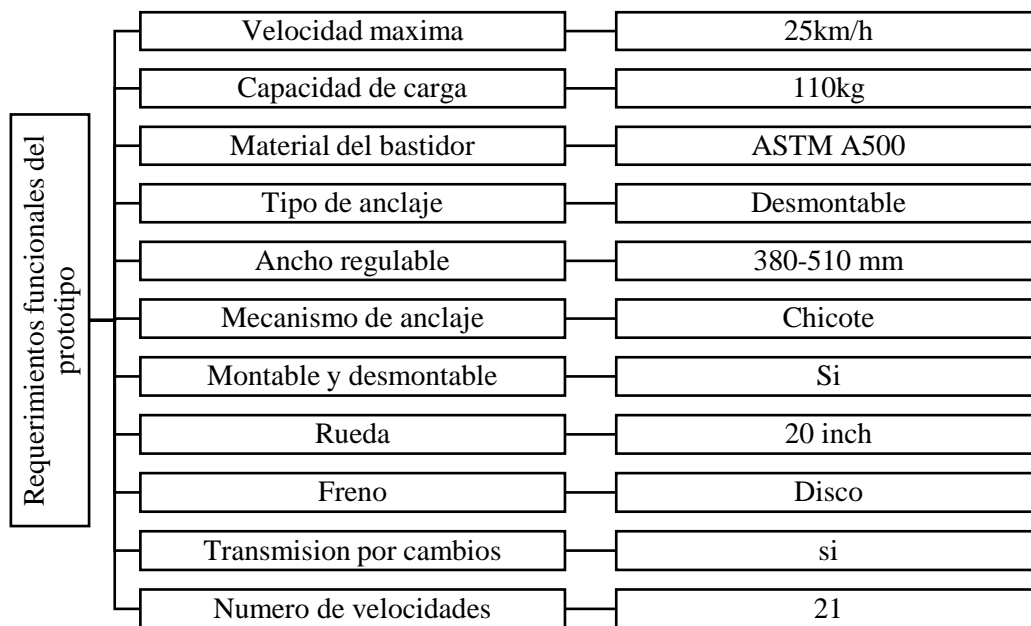 Requerimientos funcionales del
prototipo
Velocidad maxima
25km/h
Capacidad de carga
110kg
Material del bastidor
ASTM A500
Tipo de anclaje
Desmontable
Ancho regulable
380-510 mm
Mecanismo de anclaje
Chicote
Montable y desmontable
Si
Rueda
20 inch
Freno
Disco
Transmision por cambios
si
Numero de velocidades
21